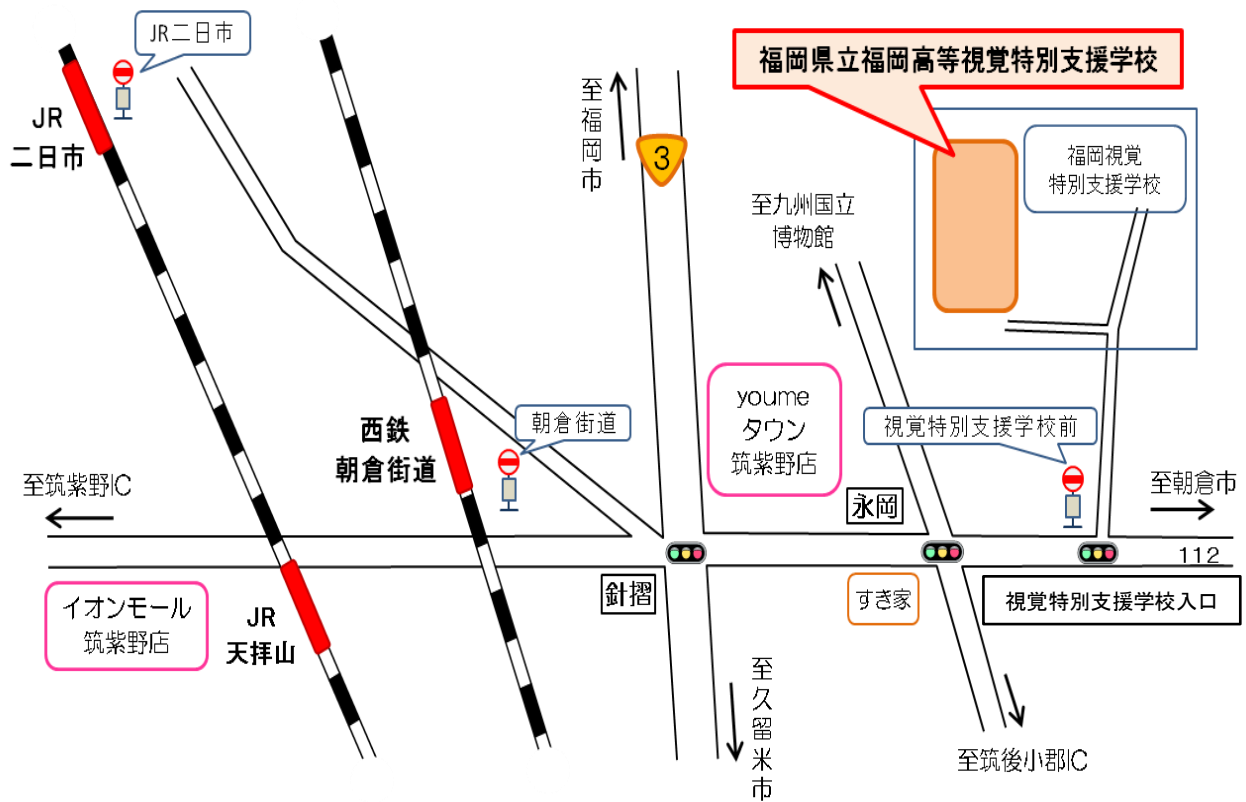 JR二日市
福岡県立福岡高等視覚特別支援学校
JR
二日市
至福岡市
3
福岡視覚
特別支援学校
至九州国立
博物館
youme
タウン
筑紫野店
西鉄
朝倉街道
朝倉街道
視覚特別支援学校前
至筑紫野IC
永岡
至朝倉市
112
イオンモール
筑紫野店
JR
天拝山
針摺
すき家
視覚特別支援学校入口
至久留米市
至筑後小郡IC